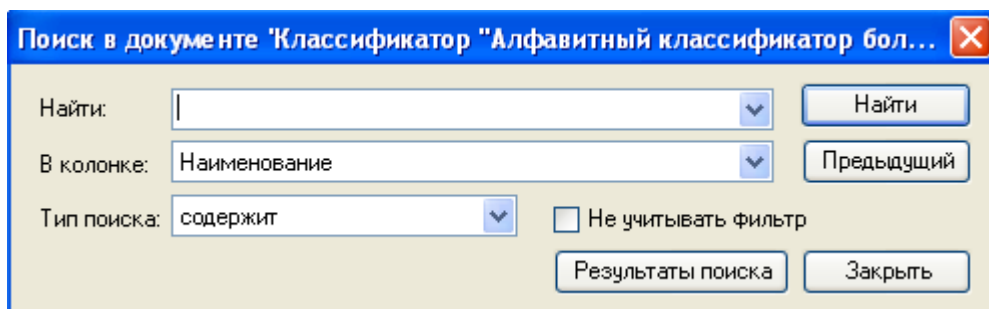 Поиск в документе 'Классификатор "Алфавитный классификатор бол...
Найти: Найти
В колонке: Наименование Предыдущий
Тип поиска: содержит Не учитывать фильтр
Результаты поиска Закрыть